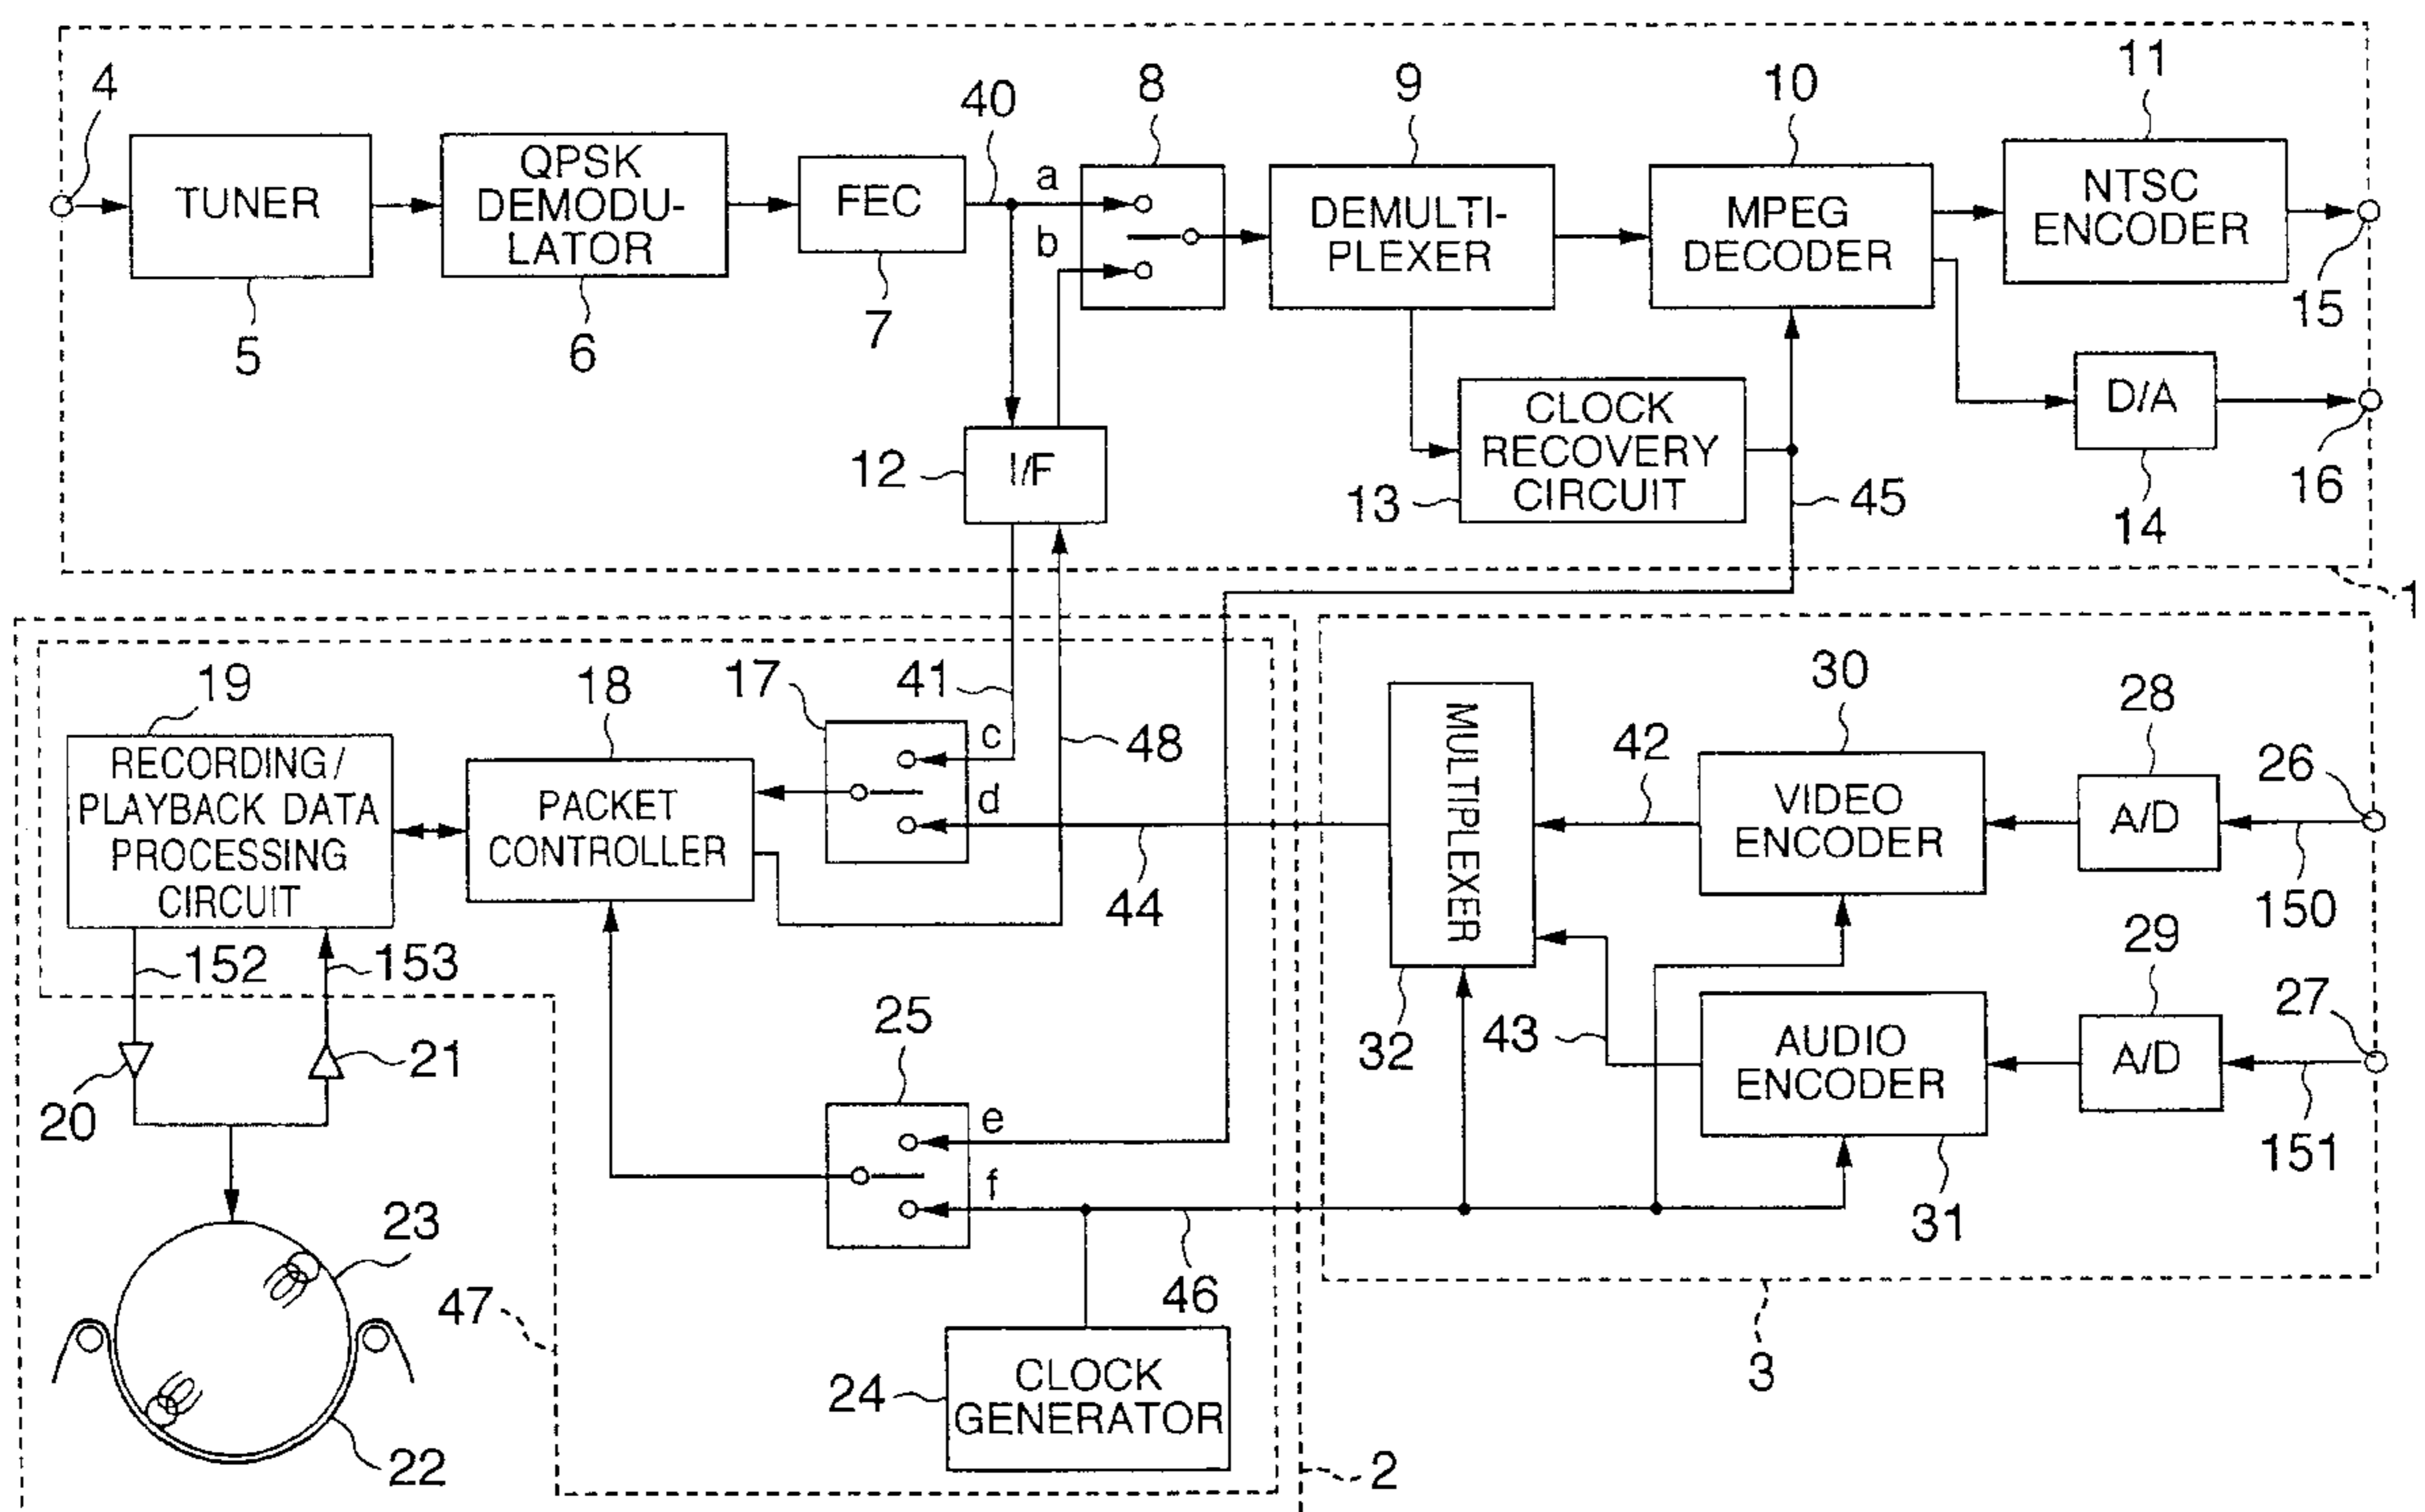 4
TUNER
5
QPSK
DEMODU-
LATOR
6
FEC
7
40
a
b
8
DEMULTI-
PLEXER
9
MPEG
DECODER
10
NTSC
ENCODER
11
15
D/A
14
16
I/F
12
CLOCK
RECOVERY
CIRCUIT
13
45
1
19
RECORDING/
PLAYBACK DATA
PROCESSING
CIRCUIT
18
PACKET
CONTROLLER
17
c
d
41
48
44
MULTIPLEXER
32
42
30
VIDEO
ENCODER
28
A/D
26
150
43
AUDIO
ENCODER
31
29
A/D
27
151
152
153
20
21
25
e
f
46
23
22
47
24
CLOCK
GENERATOR
2
3